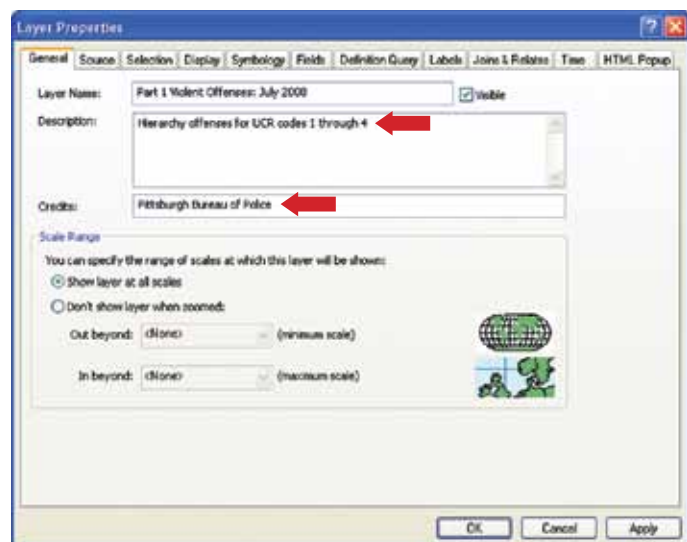 Layer Properties
General Source Selection Display Symbology Fields Definition Query Labels Joins & Relates Time HTML Popup
Layer Name: Part 1 Violent Offenses: July 2008 Visible
Description: Hierarchy offenses for UCR codes 1 through 4
Credits: Pittsburgh Bureau of Police
Scale Range
You can specify the range of scales at which this layer will be shown:
Show layer at all scales
Don't show layer when zoomed:
Out beyond: <None> (minimum scale)
In beyond: <None> (maximum scale)
OK Cancel Apply